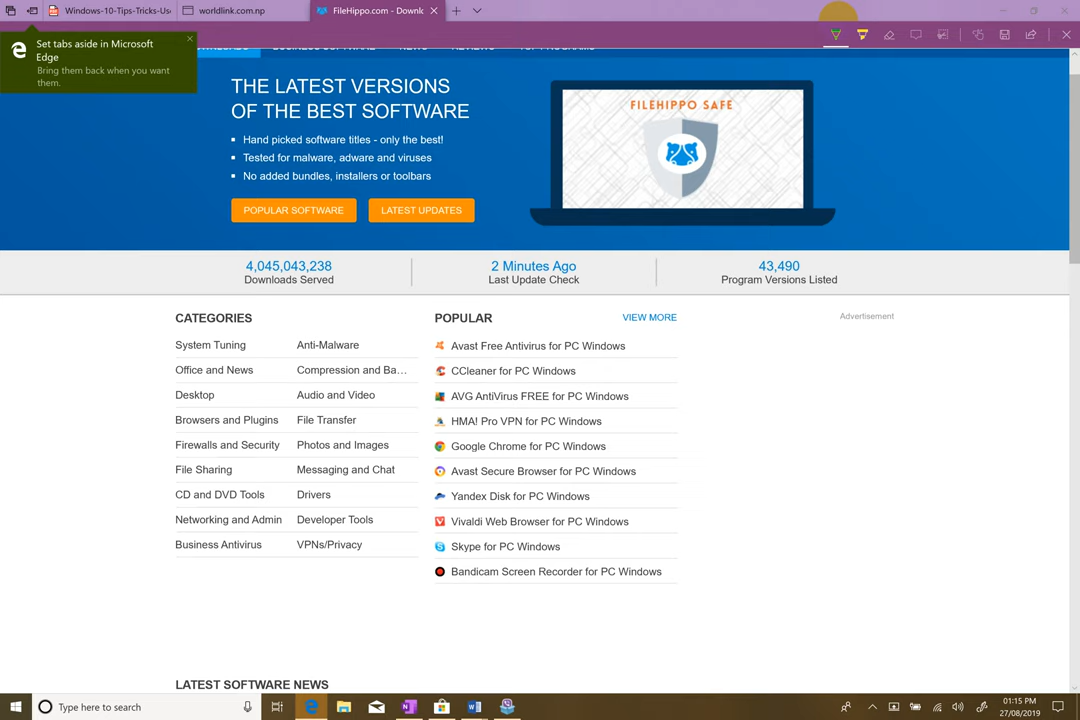 Windows-10-Tips-Tricks-Us
worldlink.com.np
FileHippo.com - Downlo
Set tabs aside in Microsoft
Edge
Bring them back when you want
them.
THE LATEST VERSIONS
OF THE BEST SOFTWARE
Hand picked software titles - only the best!
Tested for malware, adware and viruses
No added bundles, installers or toolbars
POPULAR SOFTWARE
LATEST UPDATES
FILEHIPPO SAFE
4,045,043,238
Downloads Served
2 Minutes Ago
Last Update Check
43,490
Program Versions Listed
CATEGORIES
System Tuning
Anti-Malware
Office and News
Compression and Ba...
Desktop
Audio and Video
Browsers and Plugins
File Transfer
Firewalls and Security
Photos and Images
File Sharing
Messaging and Chat
CD and DVD Tools
Drivers
Networking and Admin
Developer Tools
Business Antivirus
VPNs/Privacy
POPULAR
VIEW MORE
Avast Free Antivirus for PC Windows
CCleaner for PC Windows
AVG AntiVirus FREE for PC Windows
HMA! Pro VPN for PC Windows
Google Chrome for PC Windows
Avast Secure Browser for PC Windows
Yandex Disk for PC Windows
Vivaldi Web Browser for PC Windows
Skype for PC Windows
Bandicam Screen Recorder for PC Windows
Advertisement
LATEST SOFTWARE NEWS
Type here to search
01:15 PM
27/08/2019